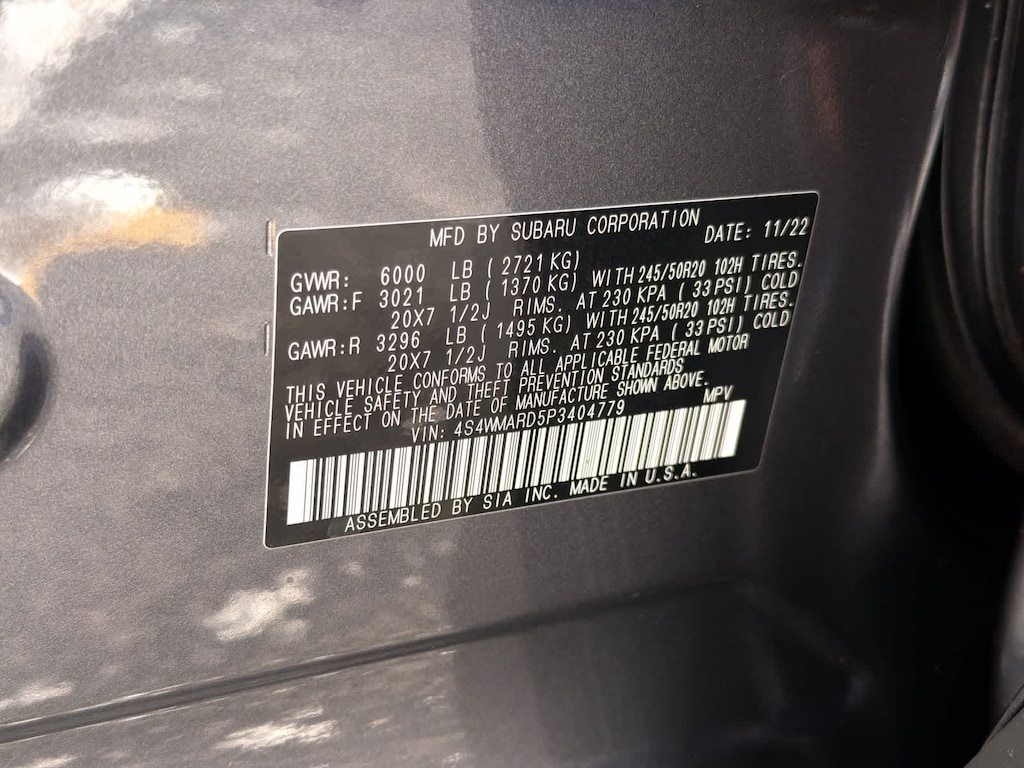 MFD BY SUBARU CORPORATION DATE: 11/22
GVWR: 6000 LB ( 2721 KG)
GAWR:F 3021 LB ( 1370 KG) WITH 245/50R20 102H TIRES.
20X7 1/2J RIMS. AT 230 KPA ( 33 PSI) COLD
GAWR:R 3296 LB ( 1495 KG) WITH 245/50R20 102H TIRES.
20X7 1/2J RIMS. AT 230 KPA ( 33 PSI) COLD
THIS VEHICLE CONFORMS TO ALL APPLICABLE FEDERAL MOTOR
VEHICLE SAFETY AND THEFT PREVENTION STANDARDS
IN EFFECT ON THE DATE OF MANUFACTURE SHOWN ABOVE.
VIN: 4S4WMARD5P3404779 MPV
ASSEMBLED BY SIA INC. MADE IN U.S.A.